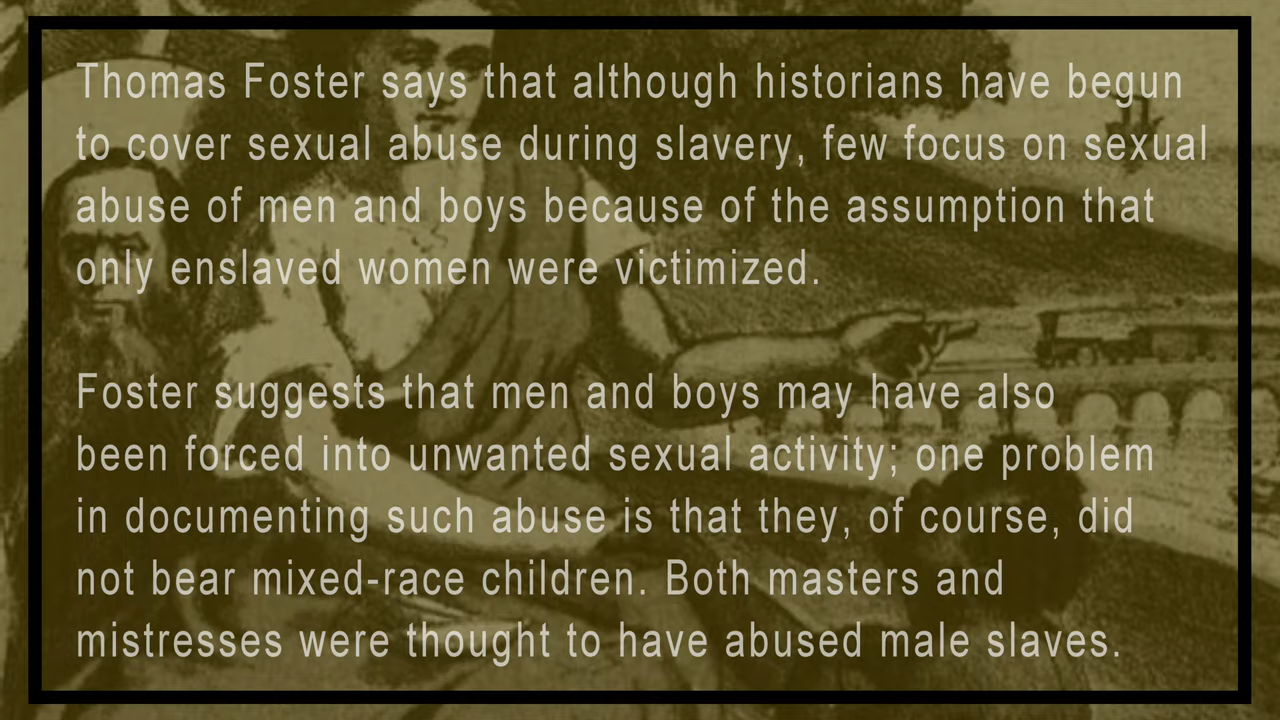 Thomas Foster says that although historians have begun
to cover sexual abuse during slavery, few focus on sexual
abuse of men and boys because of the assumption that
only enslaved women were victimized.
Foster suggests that men and boys may have also
been forced into unwanted sexual activity; one problem
in documenting such abuse is that they, of course, did
not bear mixed-race children. Both masters and
mistresses were thought to have abused male slaves.